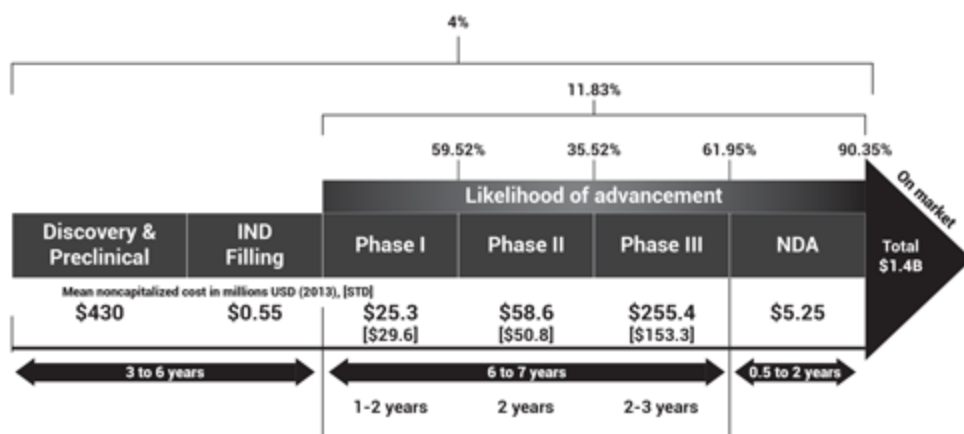 4%
11.83%
59.52% 35.52% 61.95% 90.35%
On market
Likelihood of advancement
Discovery & Preclinical
IND Filling
Phase I
Phase II
Phase III
NDA
Total $1.4B
Mean noncapitalized cost in millions USD (2013), [STD]
$430 $0.55 $25.3 $58.6 $255.4 $5.25
[$29.6] [$50.8] [$153.3]
3 to 6 years 6 to 7 years 0.5 to 2 years
1-2 years 2 years 2-3 years